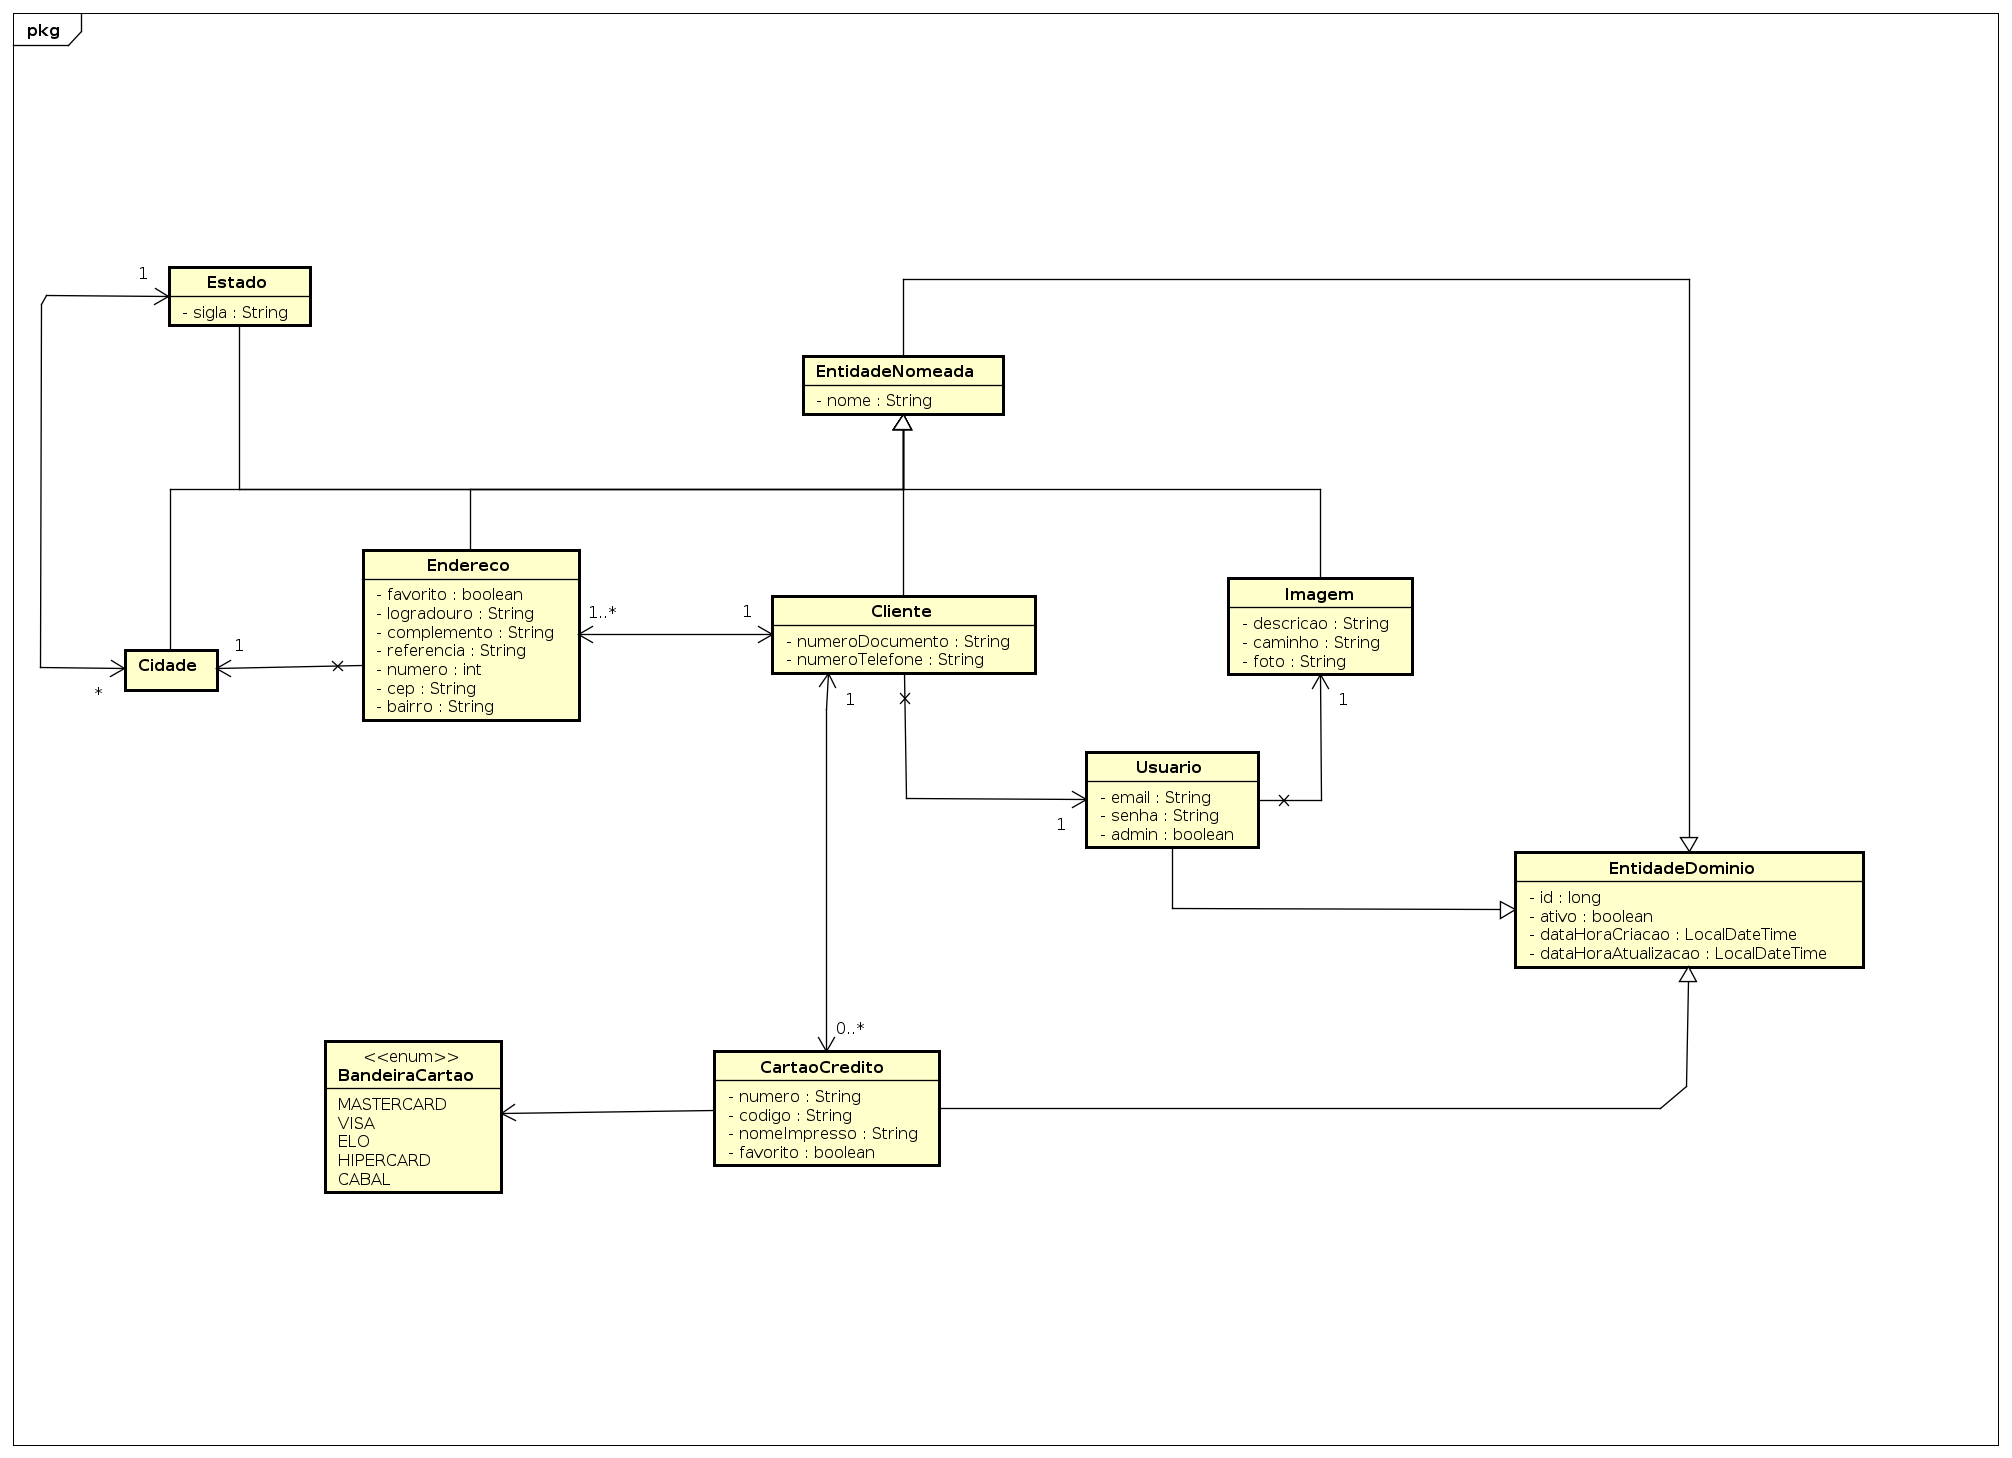 pkg
1
Estado
- sigla : String
EntidadeNomeada
- nome : String
Endereco
- favorito : boolean
- logradouro : String
- complemento : String
- referencia : String
- numero : int
- cep : String
- bairro : String
1..*
1
Cliente
- numeroDocumento : String
- numeroTelefone : String
Imagem
- descricao : String
- caminho : String
- foto : String
Cidade
1
*
1
1
Usuario
- email : String
- senha : String
- admin : boolean
1
EntidadeDominio
- id : long
- ativo : boolean
- dataHoraCriacao : LocalDateTime
- dataHoraAtualizacao : LocalDateTime
0..*
<<enum>>
BandeiraCartao
MASTERCARD
VISA
ELO
HIPERCARD
CABAL
CartaoCredito
- numero : String
- codigo : String
- nomeImpresso : String
- favorito : boolean